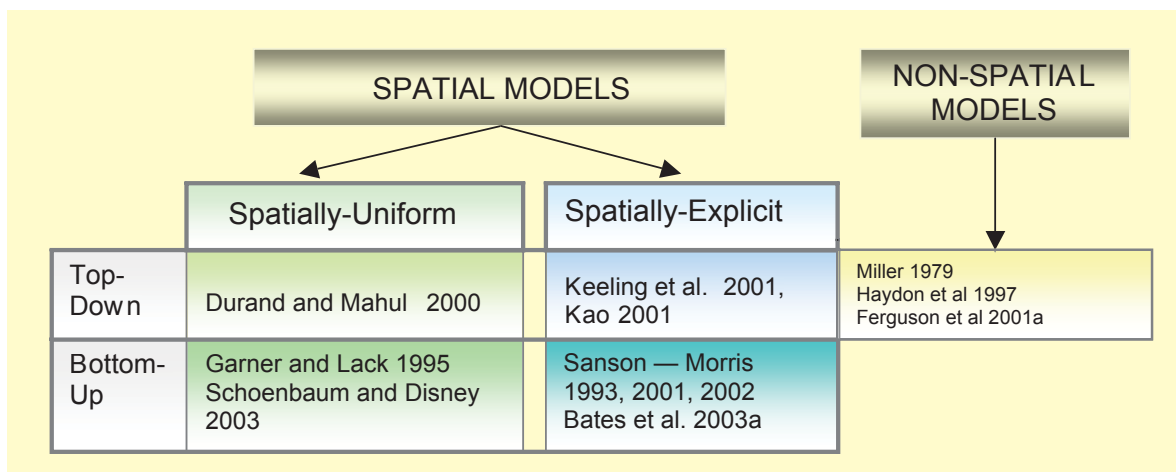 SPATIAL MODELS
NON-SPATIAL
MODELS
Spatially-Uniform
Spatially-Explicit
Top-
Down
Durand and Mahul 2000
Keeling et al. 2001,
Kao 2001
Miller 1979
Haydon et al 1997
Ferguson et al 2001a
Bottom-
Up
Garner and Lack 1995
Schoenbaum and Disney
2003
Sanson — Morris
1993, 2001, 2002
Bates et al. 2003a